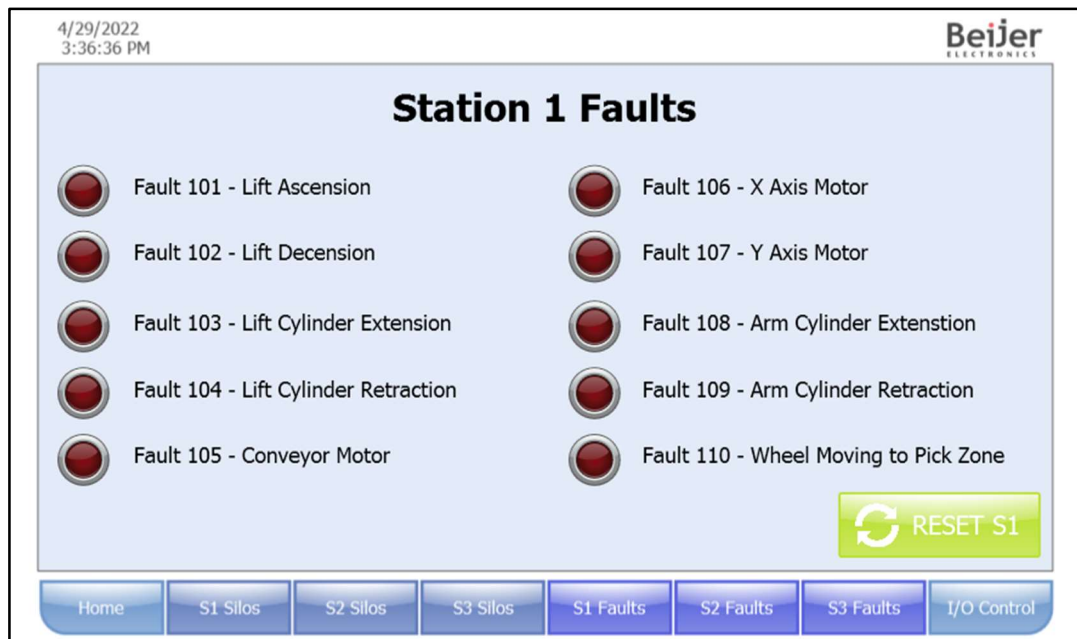 4/29/2022
3:36:36 PM
Beijer
ELECTRONICS
Station 1 Faults
Fault 101 - Lift Ascension
Fault 102 - Lift Decension
Fault 103 - Lift Cylinder Extension
Fault 104 - Lift Cylinder Retraction
Fault 105 - Conveyor Motor
Fault 106 - X Axis Motor
Fault 107 - Y Axis Motor
Fault 108 - Arm Cylinder Extenstion
Fault 109 - Arm Cylinder Retraction
Fault 110 - Wheel Moving to Pick Zone
RESET S1
Home
S1 Silos
S2 Silos
S3 Silos
S1 Faults
S2 Faults
S3 Faults
I/O Control